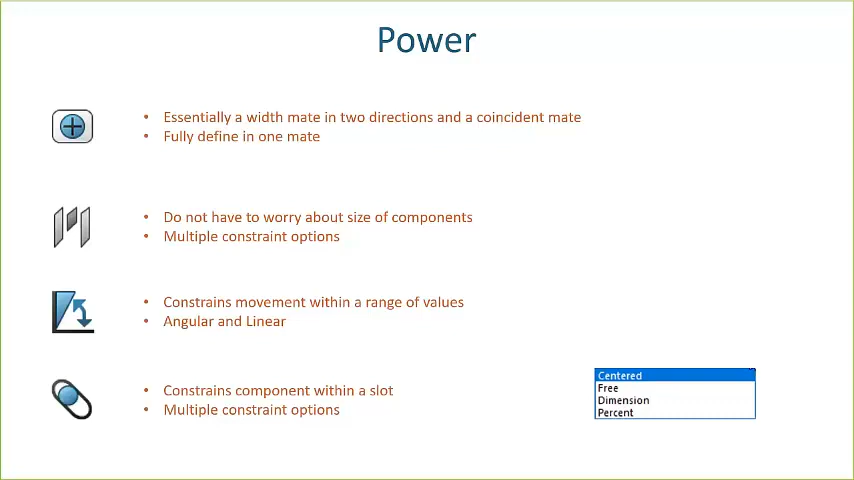 Power
• Essentially a width mate in two directions and a coincident mate
• Fully define in one mate
• Do not have to worry about size of components
• Multiple constraint options
• Constrains movement within a range of values
• Angular and Linear
• Constrains component within a slot
• Multiple constraint options
Centered
Free
Dimension
Percent